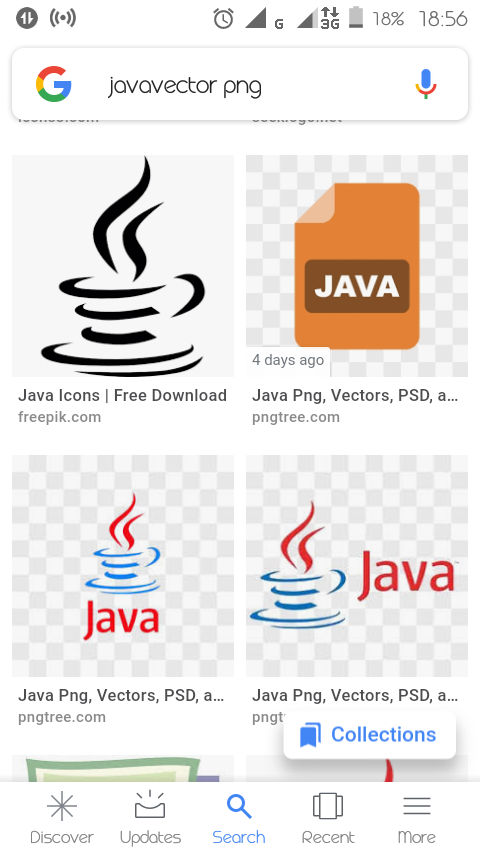 G 3G 18% 18:56
javavector png
JAVA
4 days ago
Java Icons | Free Download
freepik.com
Java Png, Vectors, PSD, a...
pngtree.com
Java
Java
Java Png, Vectors, PSD, a...
pngtree.com
Java Png, Vectors, PSD, a...
Collections
Discover
Updates
Search
Recent
More